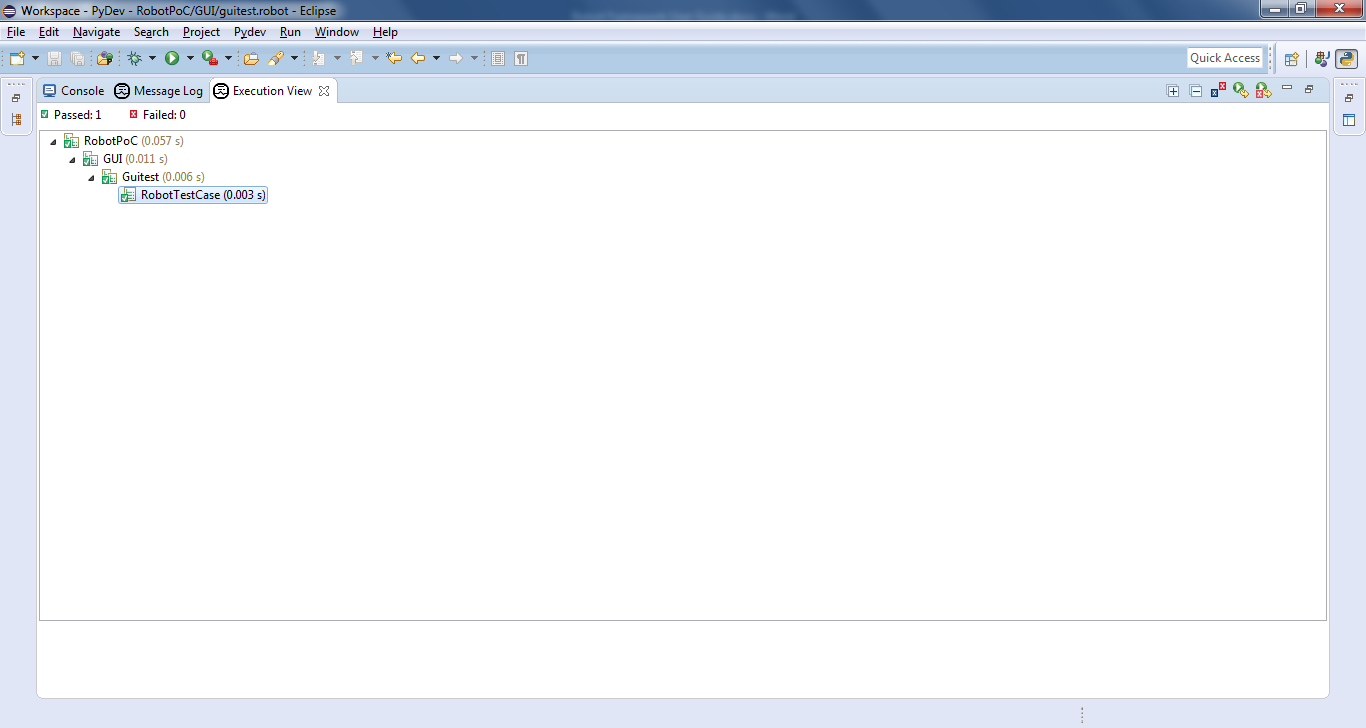 Workspace - PyDev - RobotPoC/GUI/guitest.robot - Eclipse
File Edit Navigate Search Project Pydev Run Window Help
Quick Access
Console Message Log Execution View
Passed: 1 Failed: 0
RobotPoC (0.057 s)
GUI (0.011 s)
Guitest (0.006 s)
RobotTestCase (0.003 s)